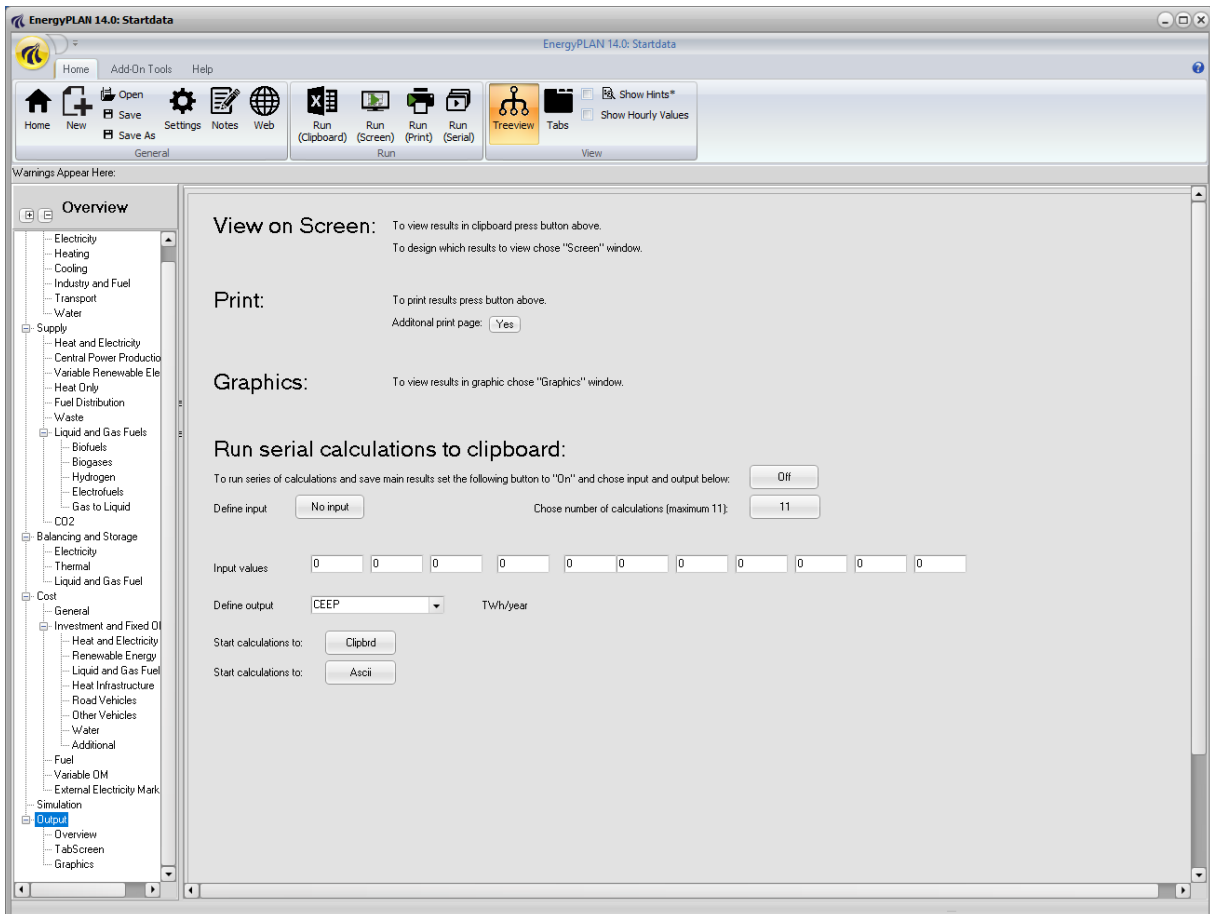 EnergyPLAN 14.0: Startdata
EnergyPLAN 14.0: Startdata
Home Add-On Tools Help
Home New Open Save Save As Settings Notes Web
General
Run (Clipboard) Run (Screen) Run (Print) Run (Serial)
Run
Treeview Tabs Show Hints* Show Hourly Values
View
Warnings Appear Here:
Overview
Electricity
Heating
Cooling
Industry and Fuel
Transport
Water
Supply
Heat and Electricity
Central Power Productio
Variable Renewable Ele
Heat Only
Fuel Distribution
Waste
Liquid and Gas Fuels
Biofuels
Biogases
Hydrogen
Electrofuels
Gas to Liquid
CO2
Balancing and Storage
Electricity
Thermal
Liquid and Gas Fuel
Cost
General
Investment and Fixed O
Heat and Electricity
Renewable Energy
Liquid and Gas Fuel
Heat Infrastructure
Road Vehicles
Other Vehicles
Water
Additional
Fuel
Variable OM
External Electricity Mark
Simulation
Output
Overview
TabScreen
Graphics
View on Screen: To view results in clipboard press button above.
To design which results to view chose "Screen" window.
Print: To print results press button above.
Additonal print page: Yes
Graphics: To view results in graphic chose "Graphics" window.
Run serial calculations to clipboard:
To run series of calculations and save main results set the following button to "On" and chose input and output below: Off
Define input No input Chose number of calculations (maximum 11): 11
Input values 0 0 0 0 0 0 0 0 0 0 0
Define output CEEP TWh/year
Start calculations to: Clipbrd
Start calculations to: Ascii